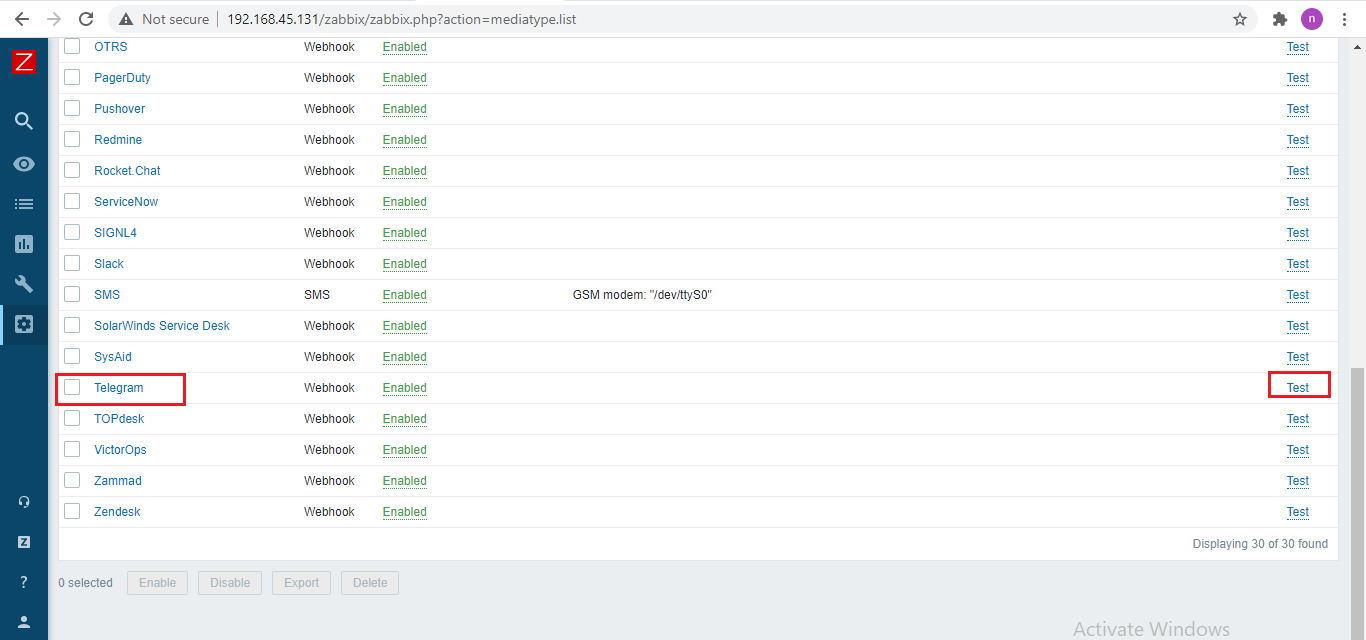 Not secure 192.168.45.131/zabbix/zabbix.php?action=mediatype.list n
Z
OTRS Webhook Enabled Test
PagerDuty Webhook Enabled Test
Pushover Webhook Enabled Test
Redmine Webhook Enabled Test
Rocket.Chat Webhook Enabled Test
ServiceNow Webhook Enabled Test
SIGNL4 Webhook Enabled Test
Slack Webhook Enabled Test
SMS SMS Enabled GSM modem: "/dev/ttyS0" Test
SolarWinds Service Desk Webhook Enabled Test
SysAid Webhook Enabled Test
Telegram Webhook Enabled Test
TOPdesk Webhook Enabled Test
VictorOps Webhook Enabled Test
Zammad Webhook Enabled Test
Zendesk Webhook Enabled Test
Z
Displaying 30 of 30 found
?
0 selected Enable Disable Export Delete
Activate Windows